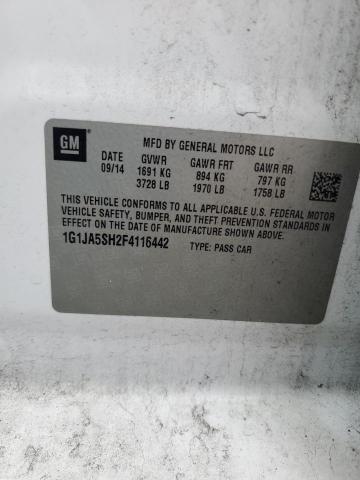 GM
MFD BY GENERAL MOTORS LLC
DATE GVWR GAWR FRT GAWR RR
09/14 1691 KG 894 KG 797 KG
3728 LB 1970 LB 1758 LB
THIS VEHICLE CONFORMS TO ALL APPLICABLE U.S. FEDERAL MOTOR
VEHICLE SAFETY, BUMPER, AND THEFT PREVENTION STANDARDS
IN EFFECT ON THE DATE OF MANUFACTURE SHOWN ABOVE.
1G1JA5SH2F4116442 TYPE: PASS CAR